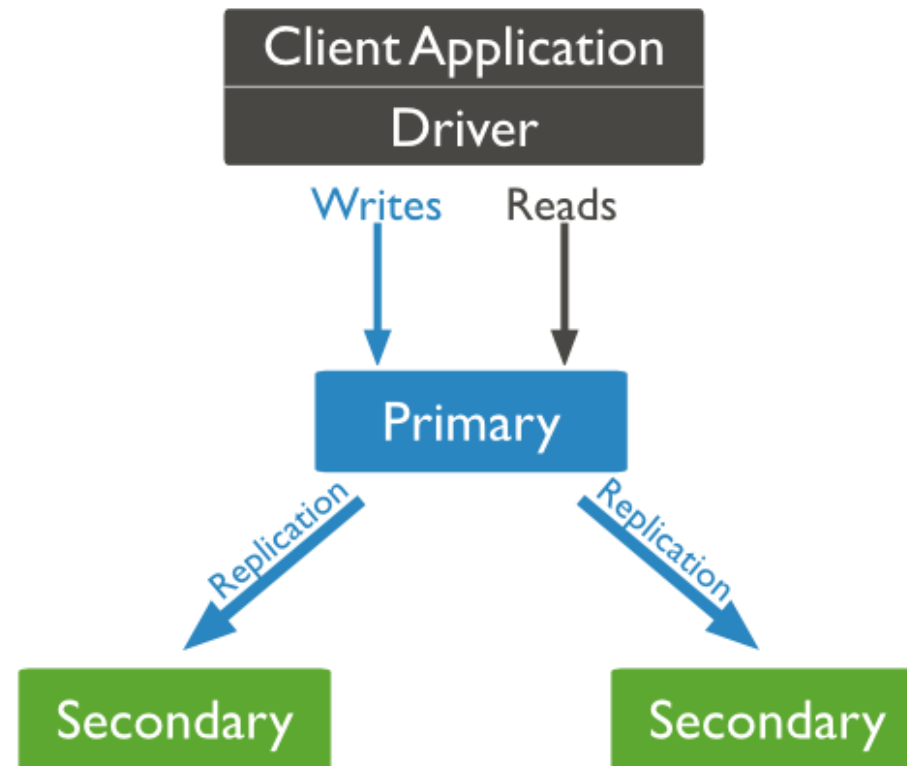 Client Application
Driver
Writes Reads
Primary
Replication Replication
Secondary Secondary